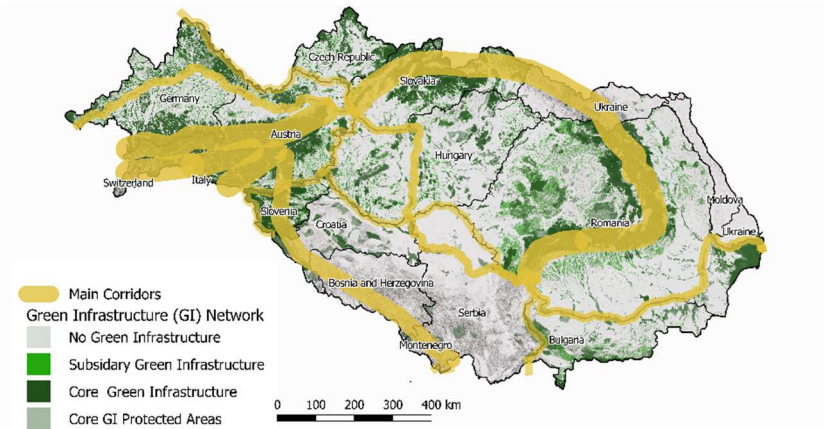 Czech Republic
Slovakia
Germany
Ukraine
Austria
Hungary
Switzerland
Italy
Moldova
Slovenia
Romania
Croatia
Ukraine
Bosnia and Herzegovina
Serbia
Montenegro
Bulgaria
Main Corridors
Green Infrastructure (GI) Network
No Green Infrastructure
Subsidary Green Infrastructure
Core Green Infrastructure
Core GI Protected Areas
0 100 200 300 400 km